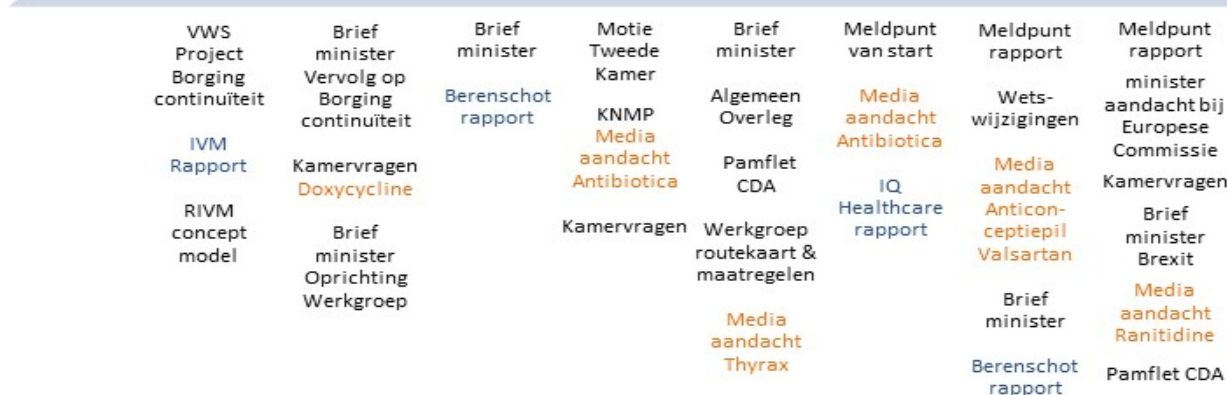 VWS
Project
Borging
continuïteit
IVM
Rapport
RIVM
concept
model
Brief
minister
Vervolg op
Borging
continuïteit
Kamervragen
Doxycycline
Brief
minister
Oprichting
Werkgroep
Brief
minister
Berenschot
rapport
Motie
Tweede
Kamer
KNMP
Media
aandacht
Antibiotica
Kamervragen
Brief
minister
Algemeen
Overleg
Pamflet
CDA
Werkgroep
routekaart &
maatregelen
Media
aandacht
Thyrax
Meldpunt
van start
Media
aandacht
Antibiotica
IQ
Healthcare
rapport
Meldpunt
rapport
Wets-
wijzigingen
Media
aandacht
Anticon-
ceptiepil
Valsartan
Brief
minister
Berenschot
rapport
Meldpunt
rapport
minister
aandacht bij
Europese
Commissie
Kamervragen
Brief
minister
Brexit
Media
aandacht
Ranitidine
Pamflet CDA